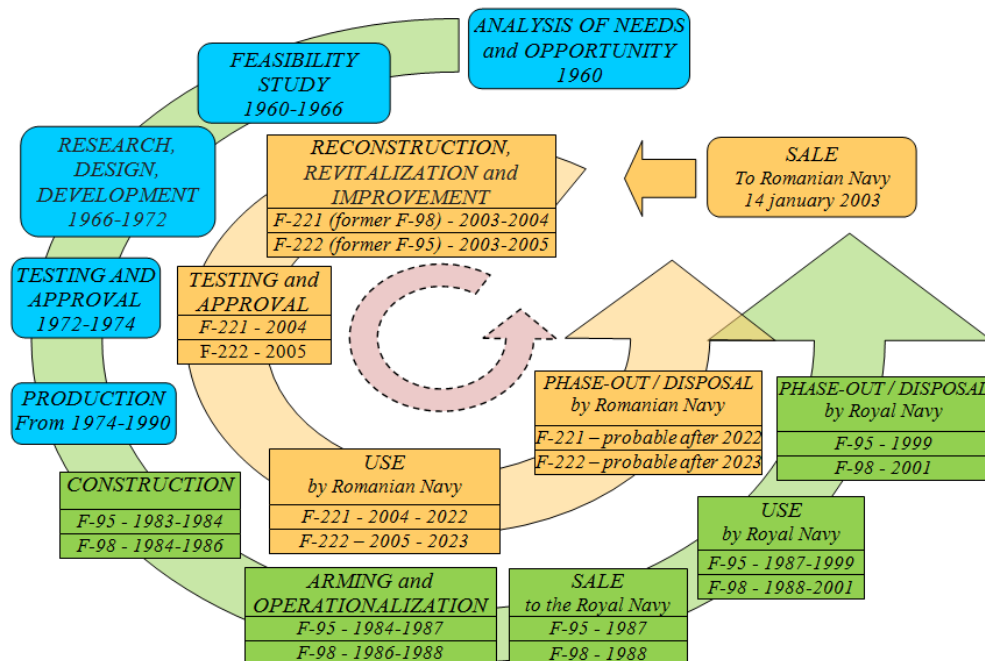 ANALYSIS OF NEEDS
and OPPORTUNITY
1960
FEASIBILITY
STUDY
1960-1966
RESEARCH,
DESIGN,
DEVELOPMENT
1966-1972
TESTING AND
APPROVAL
1972-1974
PRODUCTION
From 1974-1990
CONSTRUCTION
F-95 - 1983-1984
F-98 - 1984-1986
ARMING and
OPERATIONALIZATION
F-95 - 1984-1987
F-98 - 1986-1988
SALE
to the Royal Navy
F-95 - 1987
F-98 - 1988
USE
by Royal Navy
F-95 - 1987-1999
F-98 - 1988-2001
PHASE-OUT / DISPOSAL
by Royal Navy
F-95 - 1999
F-98 - 2001
SALE
To Romanian Navy
14 january 2003
RECONSTRUCTION,
REVITALIZATION and
IMPROVEMENT
F-221 (former F-98) - 2003-2004
F-222 (former F-95) - 2003-2005
TESTING and
APPROVAL
F-221 - 2004
F-222 - 2005
USE
by Romanian Navy
F-221 - 2004 - 2022
F-222 – 2005 - 2023
PHASE-OUT / DISPOSAL
by Romanian Navy
F-221 – probable after 2022
F-222 – probable after 2023